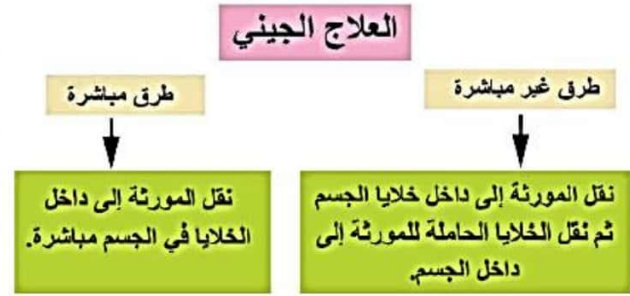 العلاج الجيني
طرق غير مباشرة
نقل المورثة إلى داخل خلايا الجسم
ثم نقل الخلايا الحاملة للمورثة إلى
داخل الجسم.
طرق مباشرة
نقل المورثة إلى داخل
الخلايا في الجسم مباشرة.